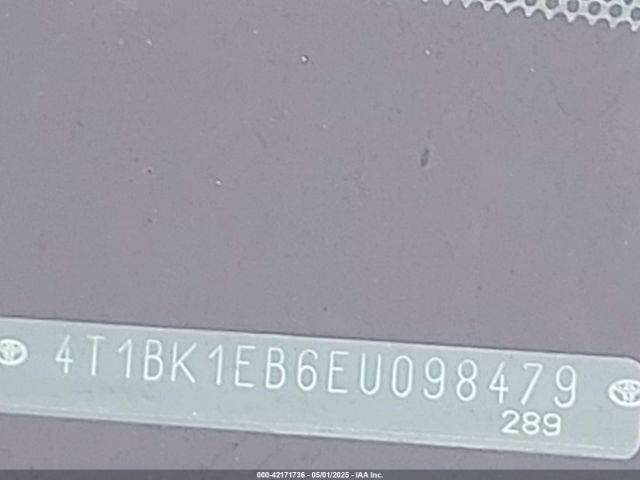 4T1BK1EB6EU098479
289
000-42171736 - 05/01/2025 - IAA Inc.